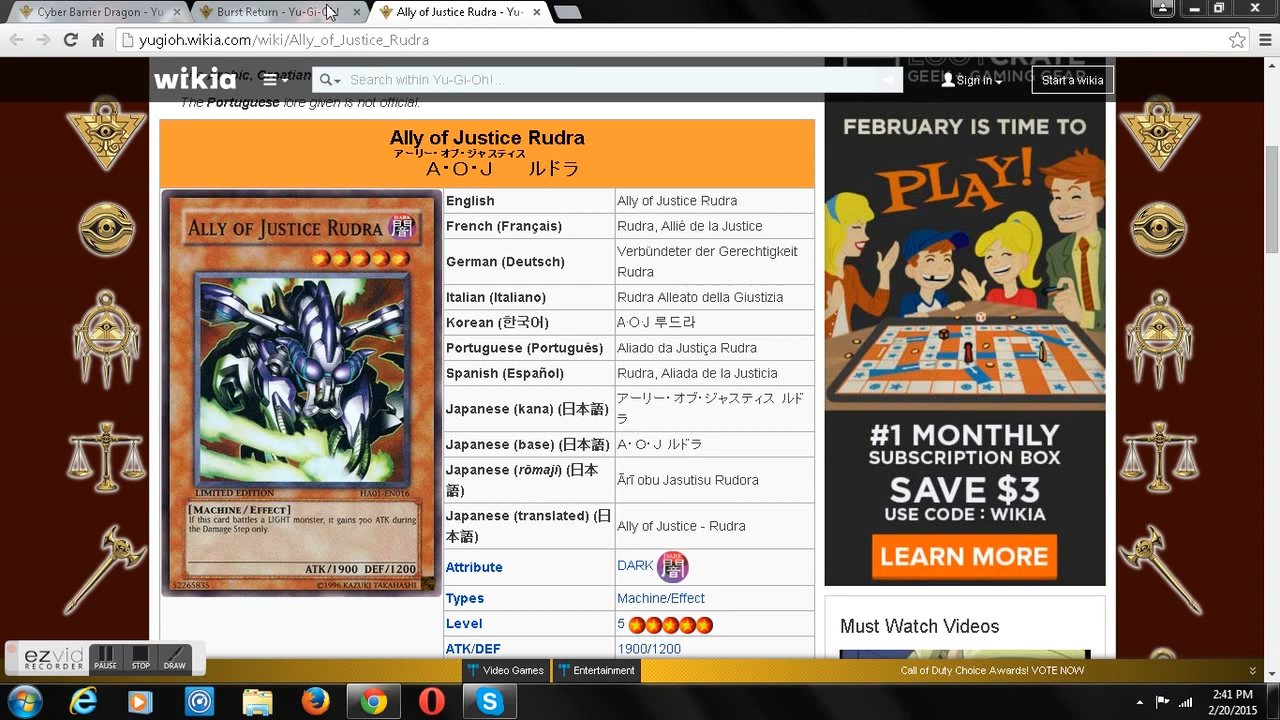 Cyber Barrier Dragon - Yu
Burst Return - Yu-Gi-Oh!
Ally of Justice Rudra - Yu-
yugioh.wikia.com/wiki/Ally_of_Justice_Rudra
wikia
Search within Yu-Gi-Oh!...
Sign in
Start a wikia
GEEK + GAMING GEAR
The Portuguese lore given is not official.
Ally of Justice Rudra
アーリー・オブ・ジャスティス
A・O・J ルドラ
ALLY OF JUSTICE RUDRA
DARK
闇
LIMITED EDITION
HA01-EN016
[MACHINE/EFFECT]
If this card battles a LIGHT monster, it gains 700 ATK during
the Damage Step only.
ATK/1900 DEF/1200
52265835
©1996 KAZUKI TAKAHASHI
English Ally of Justice Rudra
French (Français) Rudra, Allié de la Justice
German (Deutsch) Verbündeter der Gerechtigkeit
Rudra
Italian (Italiano) Rudra Alleato della Giustizia
Korean (한국어) A·O·J 루드라
Portuguese (Português) Aliado da Justiça Rudra
Spanish (Español) Rudra, Aliada de la Justicia
Japanese (kana) (日本語) アーリー・オブ・ジャスティス ルド
ラ
Japanese (base) (日本語) A・O・J ルドラ
Japanese (rōmaji) (日本
語) Ārī obu Jasutisu Rudora
Japanese (translated) (日
本語) Ally of Justice - Rudra
Attribute DARK
DARK
闇
Types Machine/Effect
Level 5
ATK/DEF 1900/1200
FEBRUARY IS TIME TO
PLAY!
#1 MONTHLY
SUBSCRIPTION BOX
SAVE $3
USE CODE : WIKIA
LEARN MORE
Must Watch Videos
ezvid
RECORDER
PAUSE
STOP
DRAW
Video Games
Entertainment
Call of Duty Choice Awards! VOTE NOW
2:41 PM
2/20/2015